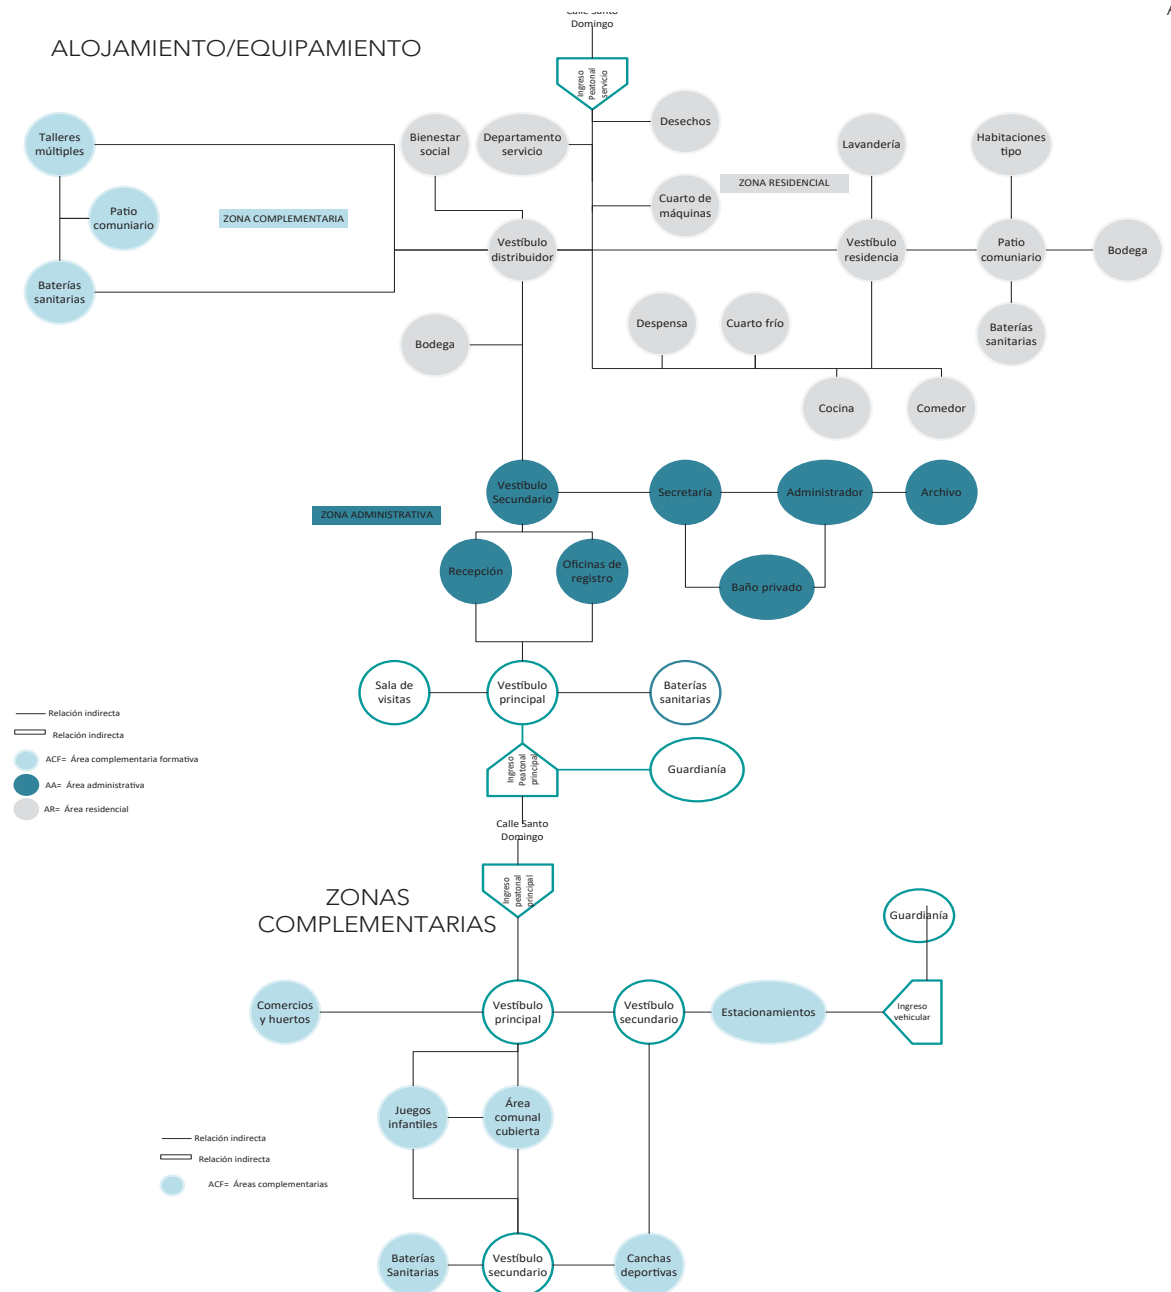 A
Calle Santo
Domingo
ALOJAMIENTO/EQUIPAMIENTO
Ingreso
Peatonal
servicio
Talleres
múltiples
Bienestar
social
Departamento
servicio
Desechos
Lavandería
Habitaciones
tipo
ZONA RESIDENCIAL
Patio
comuniario
ZONA COMPLEMENTARIA
Cuarto de
máquinas
Vestíbulo
distribuidor
Vestíbulo
residencia
Patio
comuniario
Bodega
Baterías
sanitarias
Bodega
Despensa
Cuarto frío
Baterías
sanitarias
Cocina
Comedor
Vestíbulo
Secundario
Secretaría
Administrador
Archivo
ZONA ADMINISTRATIVA
Recepción
Oficinas de
registro
Baño privado
Sala de
visitas
Vestíbulo
principal
Baterías
sanitarias
Relación indirecta
Relación indirecta
ACF= Área complementaria formativa
AA= Área administrativa
AR= Área residencial
Ingreso
Peatonal
principal
Guardianía
Calle Santo
Domingo
Ingreso
peatonal
principal
ZONAS
COMPLEMENTARIAS
Guardianía
Comercios
y huertos
Vestíbulo
principal
Vestíbulo
secundario
Estacionamientos
Ingreso
vehicular
Juegos
infantiles
Área
comunal
cubierta
Relación indirecta
Relación indirecta
ACF= Áreas complementarias
Baterías
Sanitarias
Vestíbulo
secundario
Canchas
deportivas